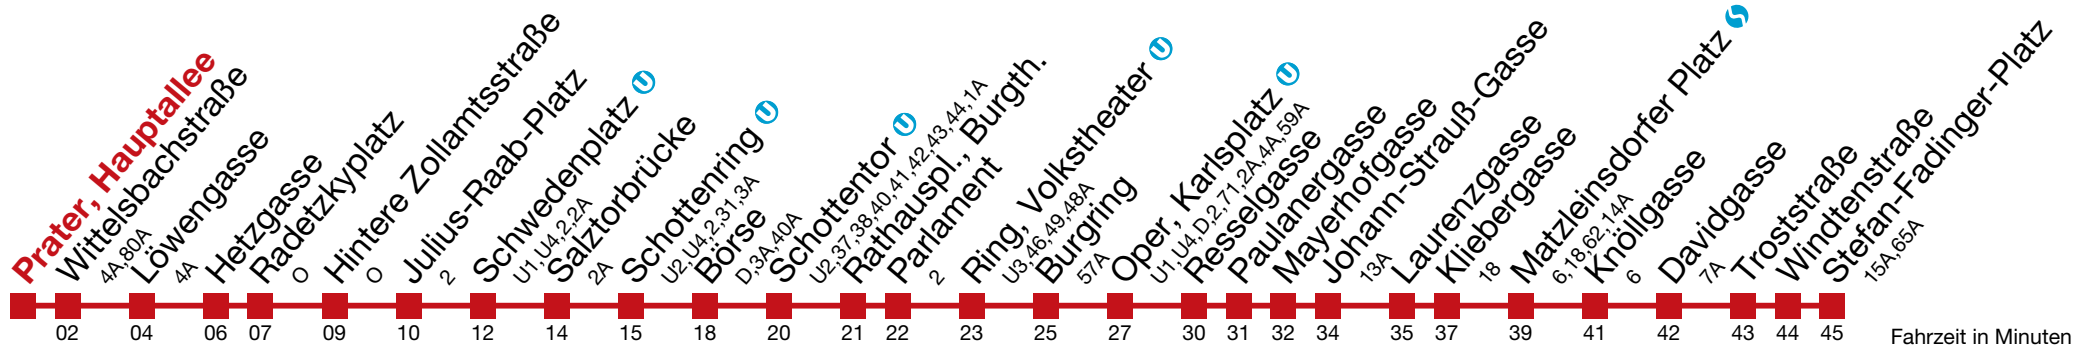 Prater, Hauptallee
Wittelsbachstraße
4A,80A
Löwengasse
4A
Hetzgasse
Radetzkyplatz
O
Hintere Zollamtsstraße
O
Julius-Raab-Platz
2
Schwedenplatz U
U1,U4,2,2A
Salztorbrücke
2A
Schottenring U
U2,U4,2,31,3A
Börse
D,3A,40A
Schottentor U
U2,37,38,40,41,42,43,44,1A
Rathauspl., Burgth.
Parlament
2
Ring, Volkstheater U
U3,46,49,48A
Burgring
57A
Oper, Karlsplatz U
U1,U4,D,2,71,2A,4A,59A
Resselgasse
Paulanergasse
Mayerhofgasse
Johann-Strauß-Gasse
13A
Laurenzgasse
Kliebergasse
18
Matzleinsdorfer Platz S
6,18,62,14A
Knöllgasse
6
Davidgasse
7A
Troststraße
Windtenstraße
Stefan-Fadinger-Platz
15A,65A
02 04 06 07 09 10 12 14 15 18 20 21 22 23 25 27 30 31 32 34 35 37 39 41 42 43 44 45 Fahrzeit in Minuten